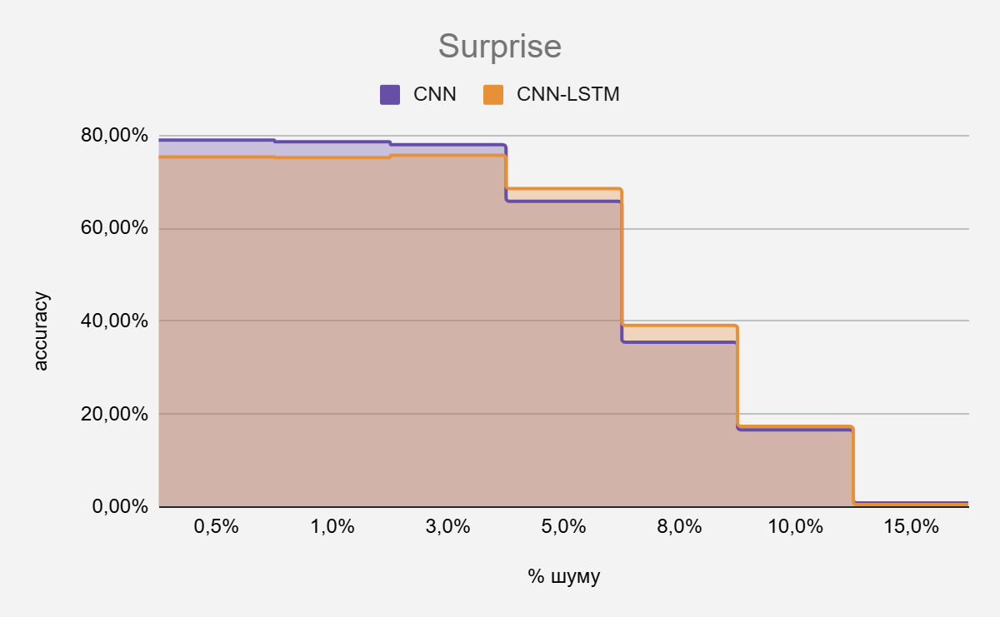 Surprise
CNN CNN-LSTM
80,00%
60,00%
40,00%
20,00%
0,00%
accuracy
0,5% 1,0% 3,0% 5,0% 8,0% 10,0% 15,0%
% шуму